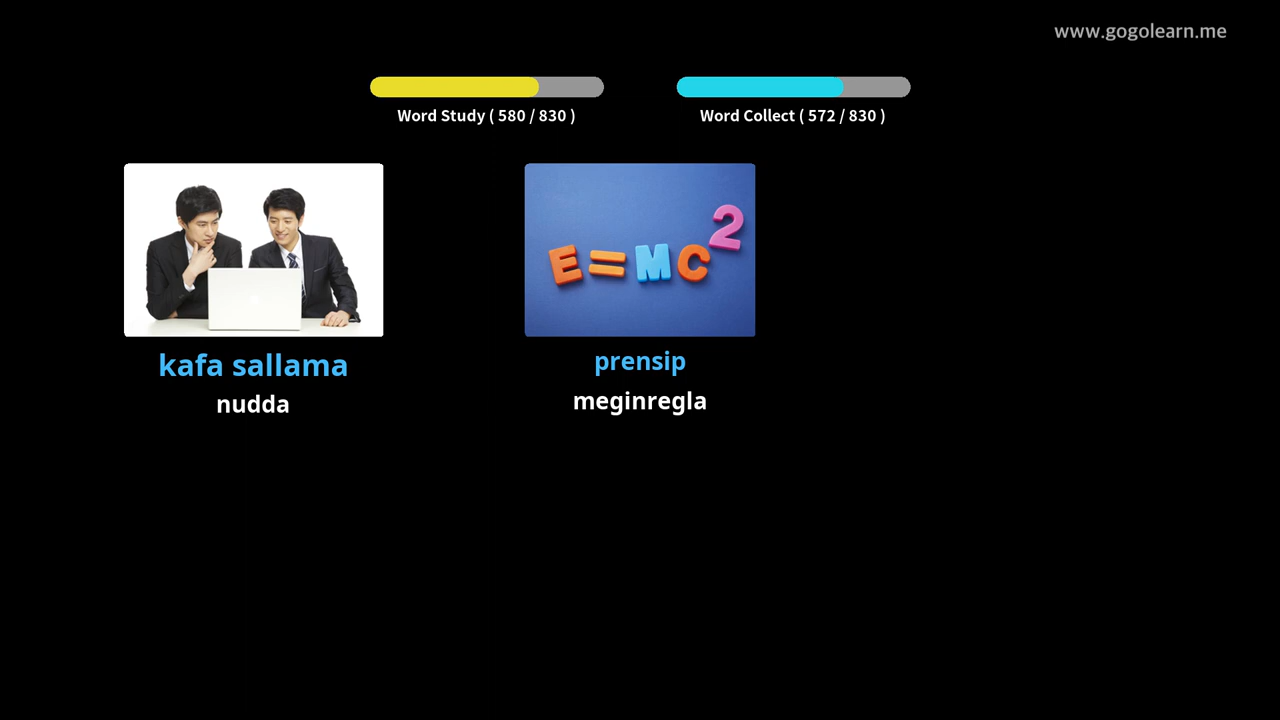 www.gogolearn.me
Word Study ( 580 / 830 )
Word Collect ( 572 / 830 )
E=MC2
kafa sallama
nudda
prensip
meginregla